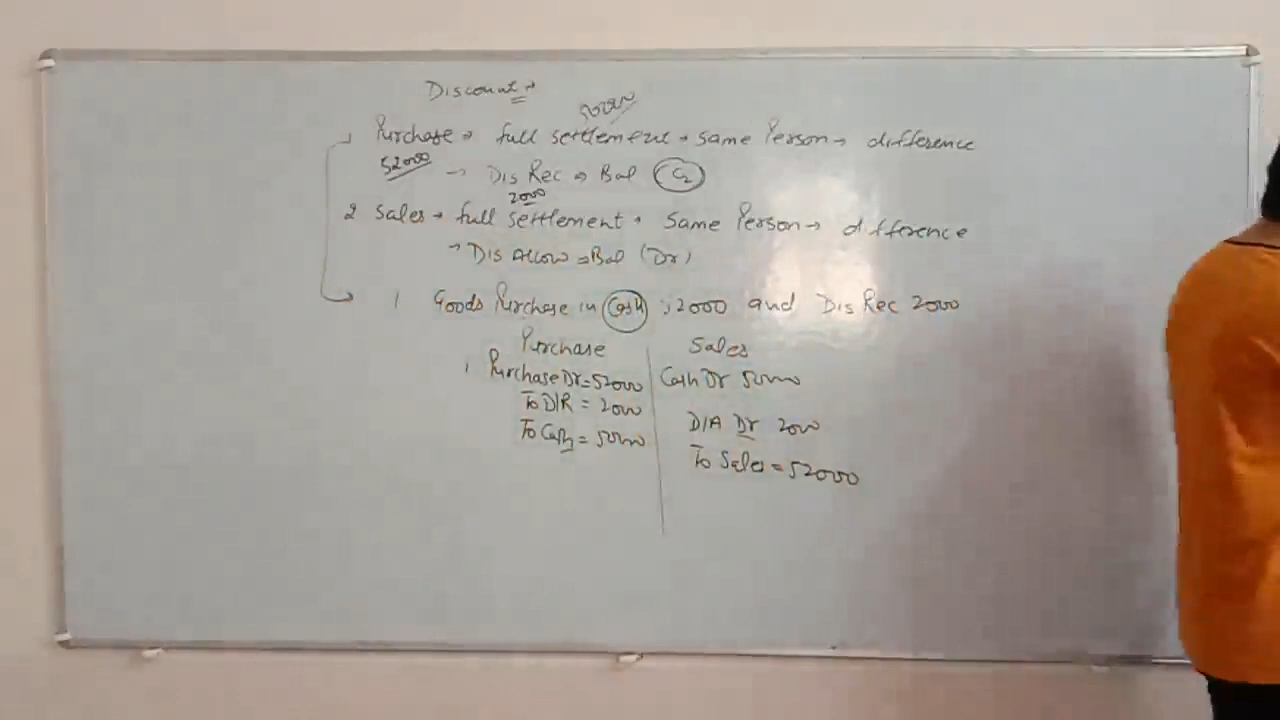 Discount →
50000
1 Purchase → full settlement → same Person → difference
52000 → Dis Rec → Bal Cr
2000
2 Sales → full settlement → Same Person → difference
→ Dis Allow → Bal (Dr)
1 Goods Purchase in Cash 52000 and Dis Rec 2000
Purchase Sales
1 Purchase Dr = 52000 Cash Dr 50000
To D/R = 2000 D/A Dr 2000
To Cash = 50000 To Sales = 52000